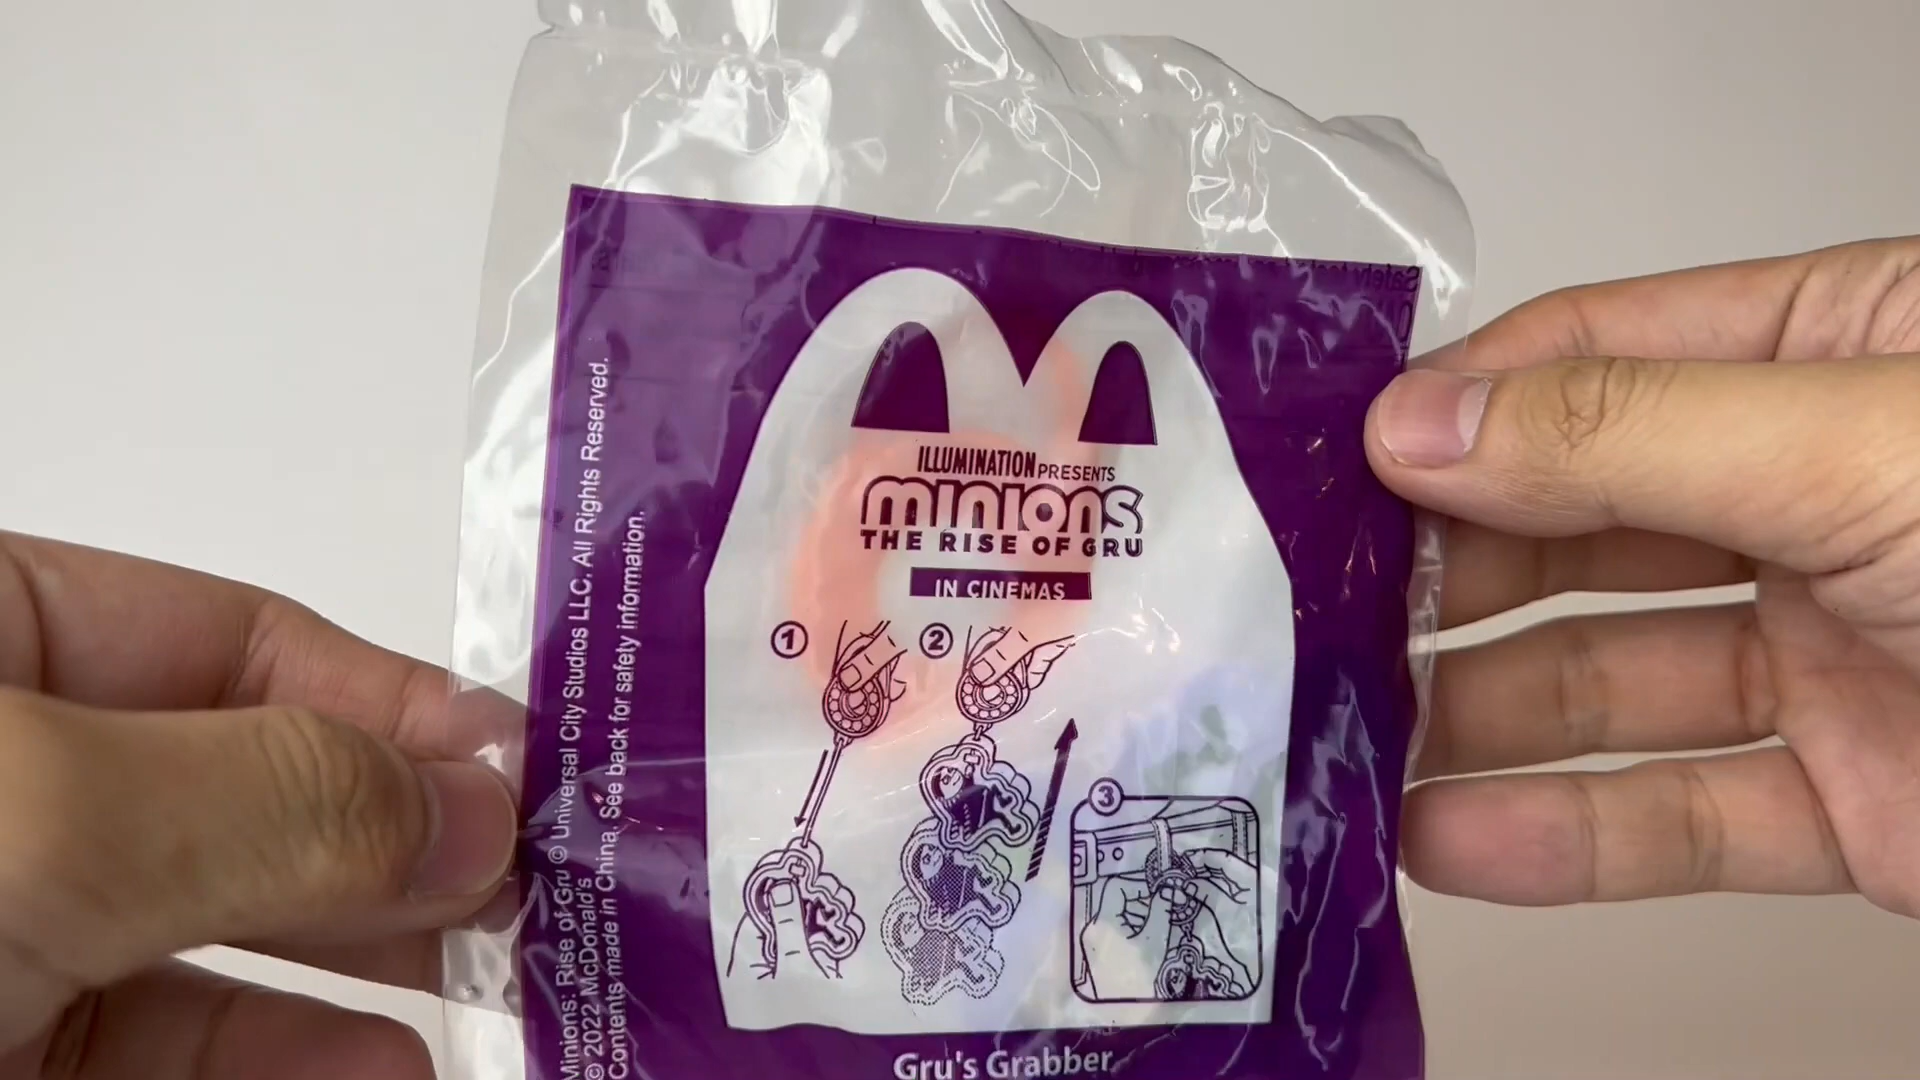 ILLUMINATION PRESENTS
minions
THE RISE OF GRU
IN CINEMAS
1
2
3
Gru's Grabber
Minions: Rise of Gru © Universal City Studios LLC. All Rights Reserved.
© 2022 McDonald's
Contents made in China. See back for safety information.